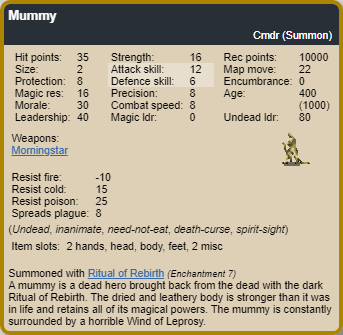 Mummy
Cmdr (Summon)
Hit points: 35 Strength: 16 Rec points: 10000
Size: 2 Attack skill: 12 Map move: 22
Protection: 8 Defence skill: 6 Encumbrance: 0
Magic res: 16 Precision: 8 Age: 400
Morale: 30 Combat speed: 8 (1000)
Leadership: 40 Magic ldr: 0 Undead ldr: 80
Weapons:
Morningstar
Resist fire: -10
Resist cold: 15
Resist poison: 25
Spreads plague: 8
(Undead, inanimate, need-not-eat, death-curse, spirit-sight)
Item slots: 2 hands, head, body, feet, 2 misc
Summoned with Ritual of Rebirth (Enchantment 7)
A mummy is a dead hero brought back from the dead with the dark
Ritual of Rebirth. The dried and leathery body is stronger than it was
in life and retains all of its magical powers. The mummy is constantly
surrounded by a horrible Wind of Leprosy.